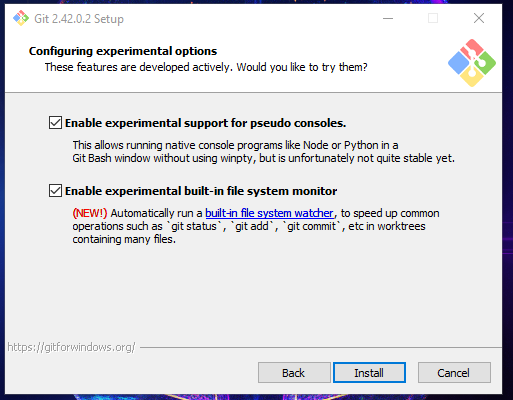 Git 2.42.0.2 Setup
Configuring experimental options
These features are developed actively. Would you like to try them?
Enable experimental support for pseudo consoles.
This allows running native console programs like Node or Python in a
Git Bash window without using winpty, but is unfortunately not quite stable yet.
Enable experimental built-in file system monitor
(NEW!) Automatically run a built-in file system watcher, to speed up common
operations such as `git status`, `git add`, `git commit`, etc in worktrees
containing many files.
https://gitforwindows.org/
Back Install Cancel